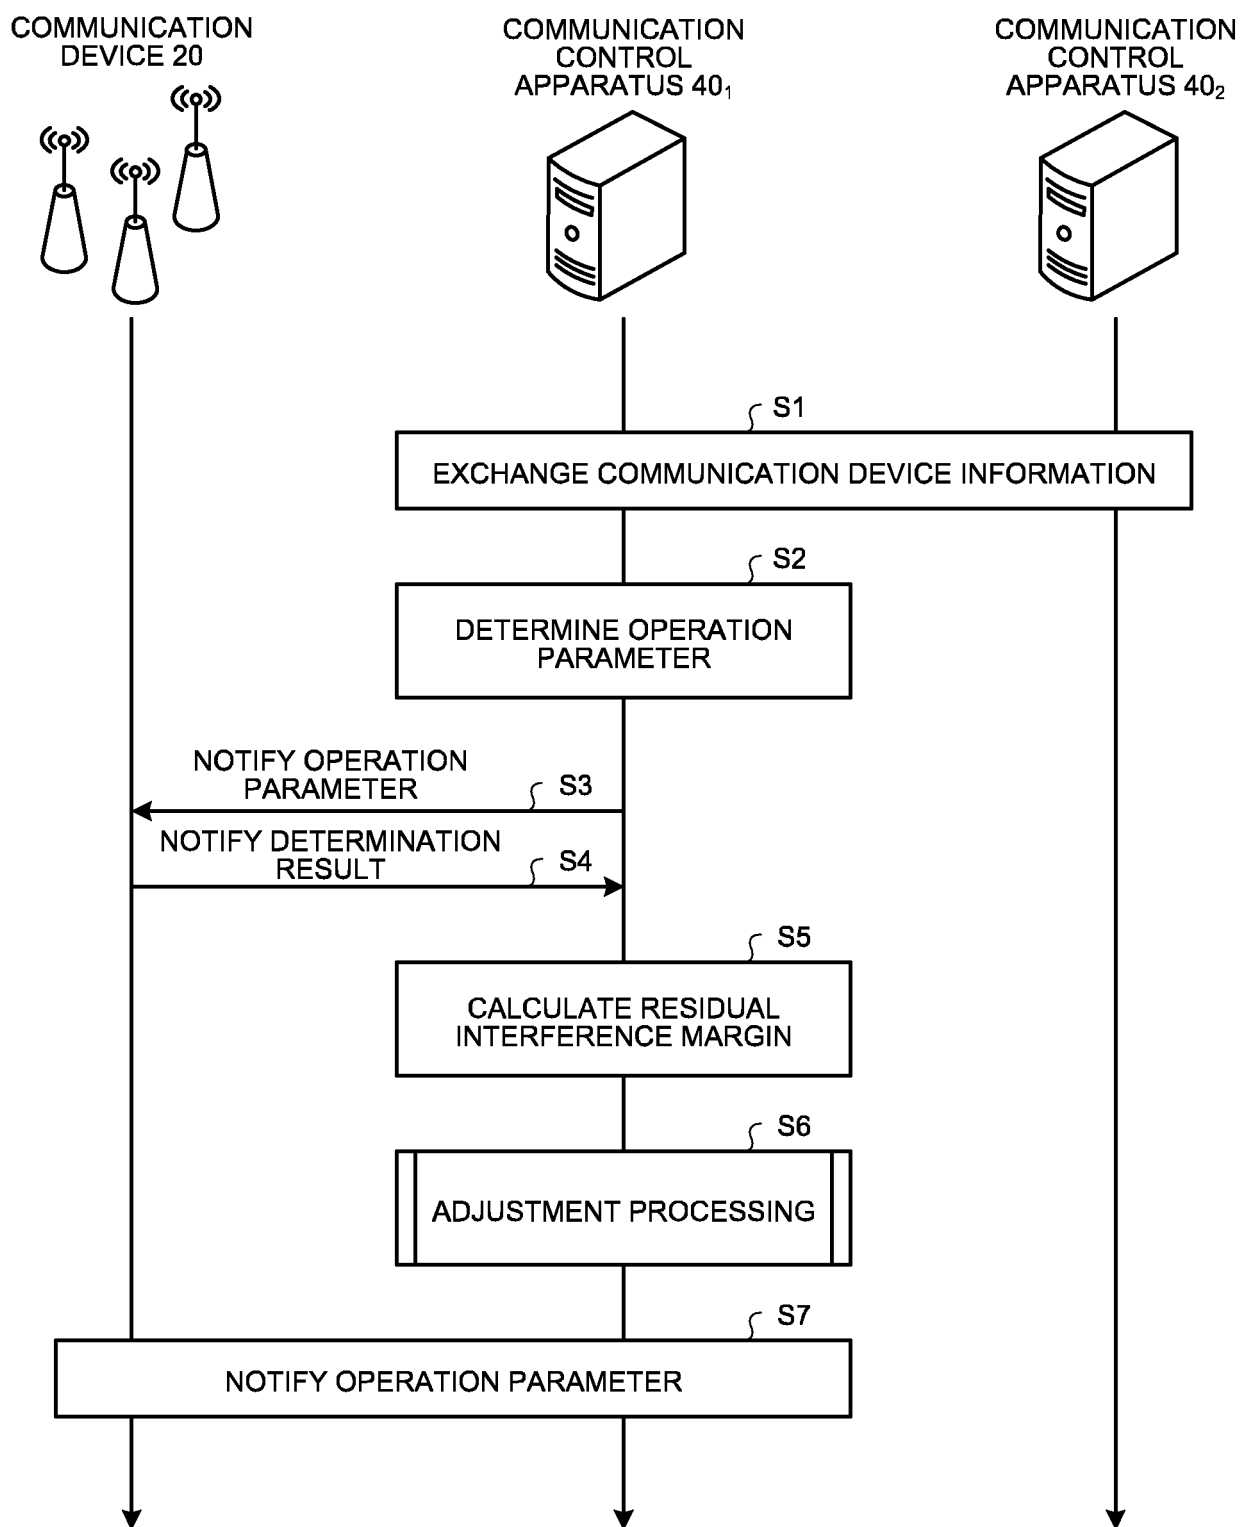 COMMUNICATION
DEVICE 20
COMMUNICATION
CONTROL
APPARATUS 40₁
COMMUNICATION
CONTROL
APPARATUS 40₂
S1
EXCHANGE COMMUNICATION DEVICE INFORMATION
S2
DETERMINE OPERATION
PARAMETER
NOTIFY OPERATION
PARAMETER
S3
NOTIFY DETERMINATION
RESULT
S4
S5
CALCULATE RESIDUAL
INTERFERENCE MARGIN
S6
ADJUSTMENT PROCESSING
S7
NOTIFY OPERATION PARAMETER